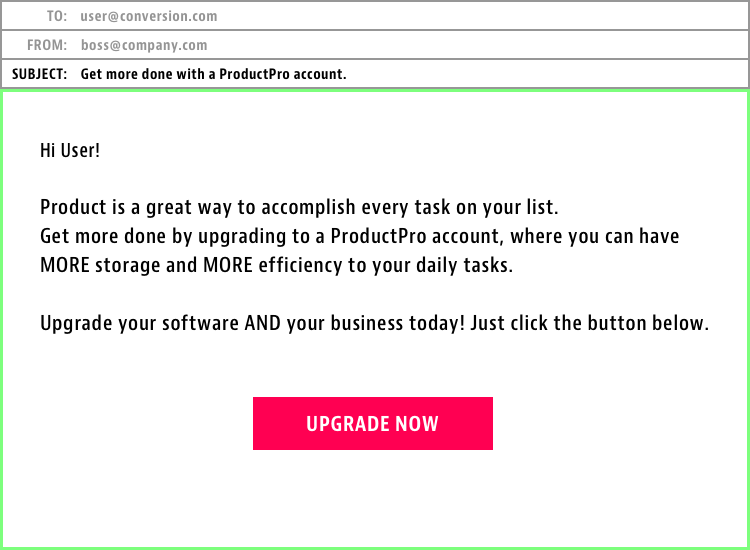 TO: user@conversion.com
FROM: boss@company.com
SUBJECT: Get more done with a ProductPro account.
Hi User!
Product is a great way to accomplish every task on your list.
Get more done by upgrading to a ProductPro account, where you can have
MORE storage and MORE efficiency to your daily tasks.
Upgrade your software AND your business today! Just click the button below.
UPGRADE NOW